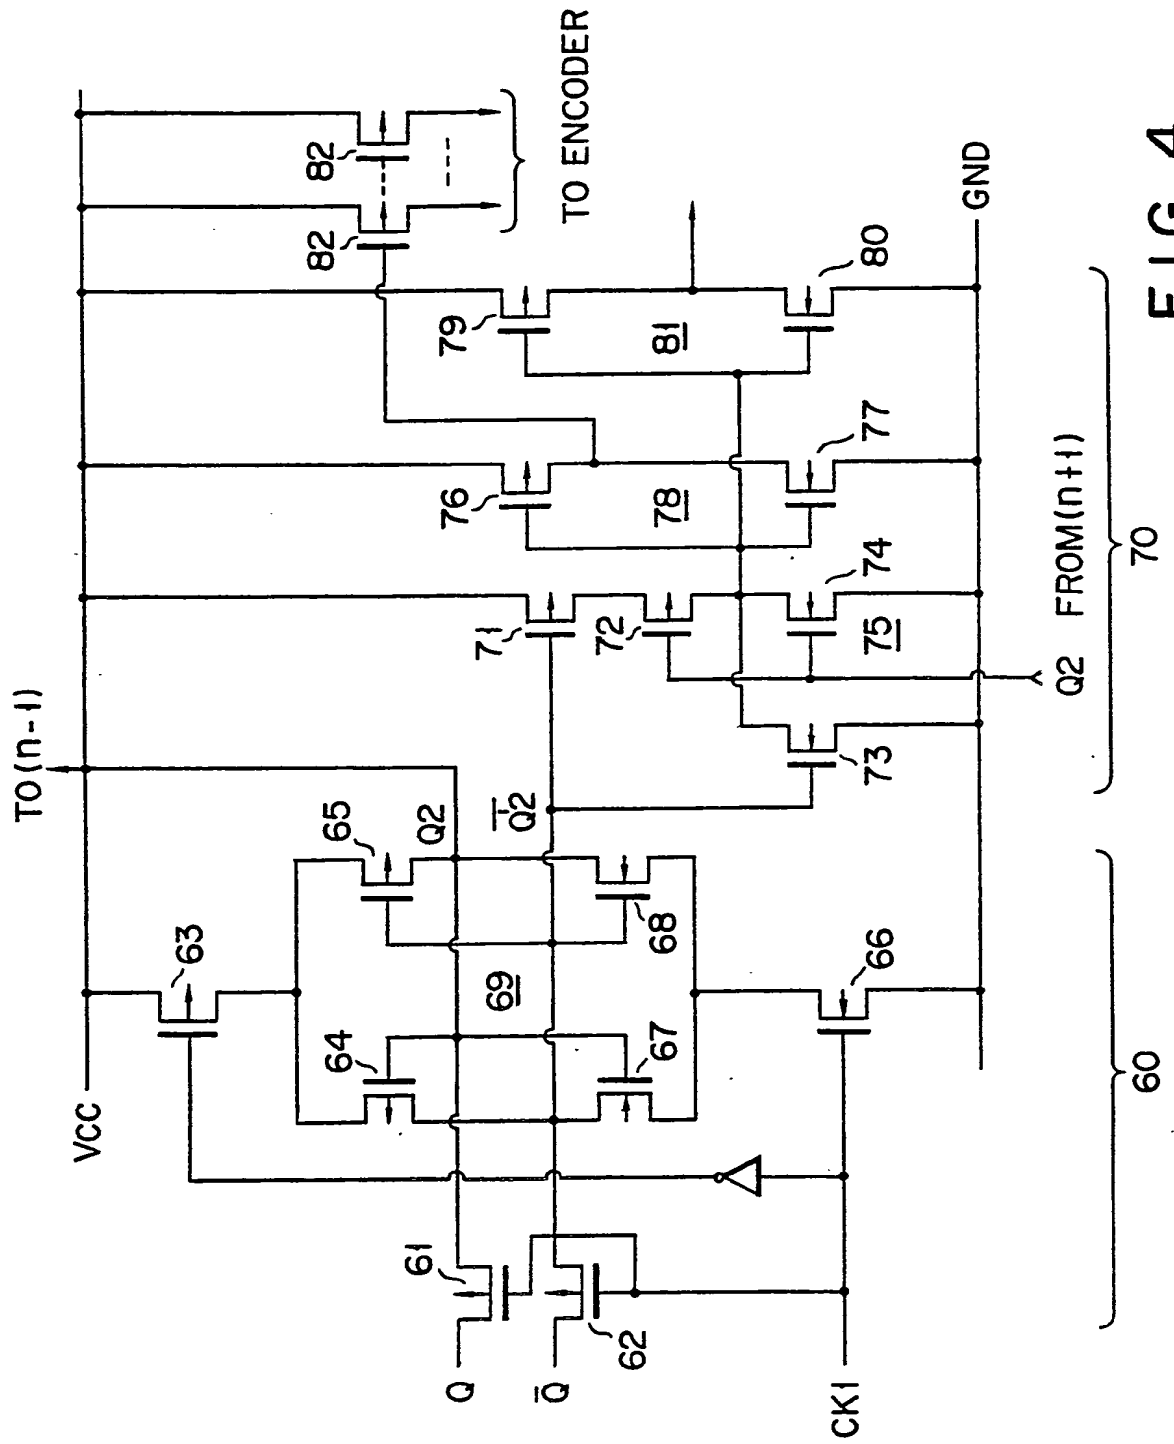 TO (n-1)
VCC
63
64
65
Q2
Q̅2̅
69
67
68
66
61
62
Q
Q̅
CK1
60
71
72
73
74
75
76
77
78
79
80
81
82
82
TO ENCODER
GND
Q2 FROM (n+1)
70
FIG. 4